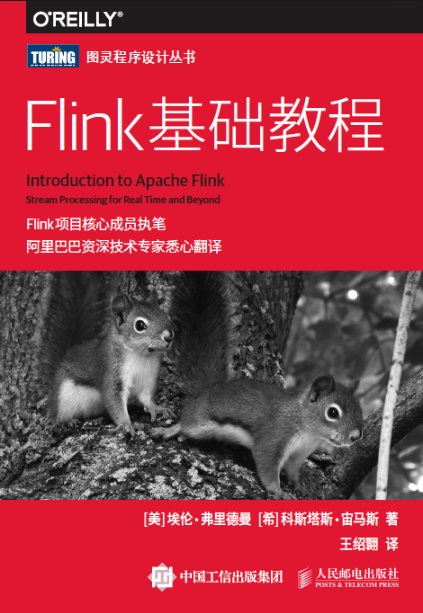 O'REILLY®
TURING 图灵程序设计丛书
Flink基础教程
Introduction to Apache Flink
Stream Processing for Real Time and Beyond
Flink项目核心成员执笔
阿里巴巴资深技术专家悉心翻译
[美] 埃伦·弗里德曼 [希] 科斯塔斯·宙马斯 著
王绍翾 译
中国工信出版集团
人民邮电出版社
POSTS & TELECOM PRESS